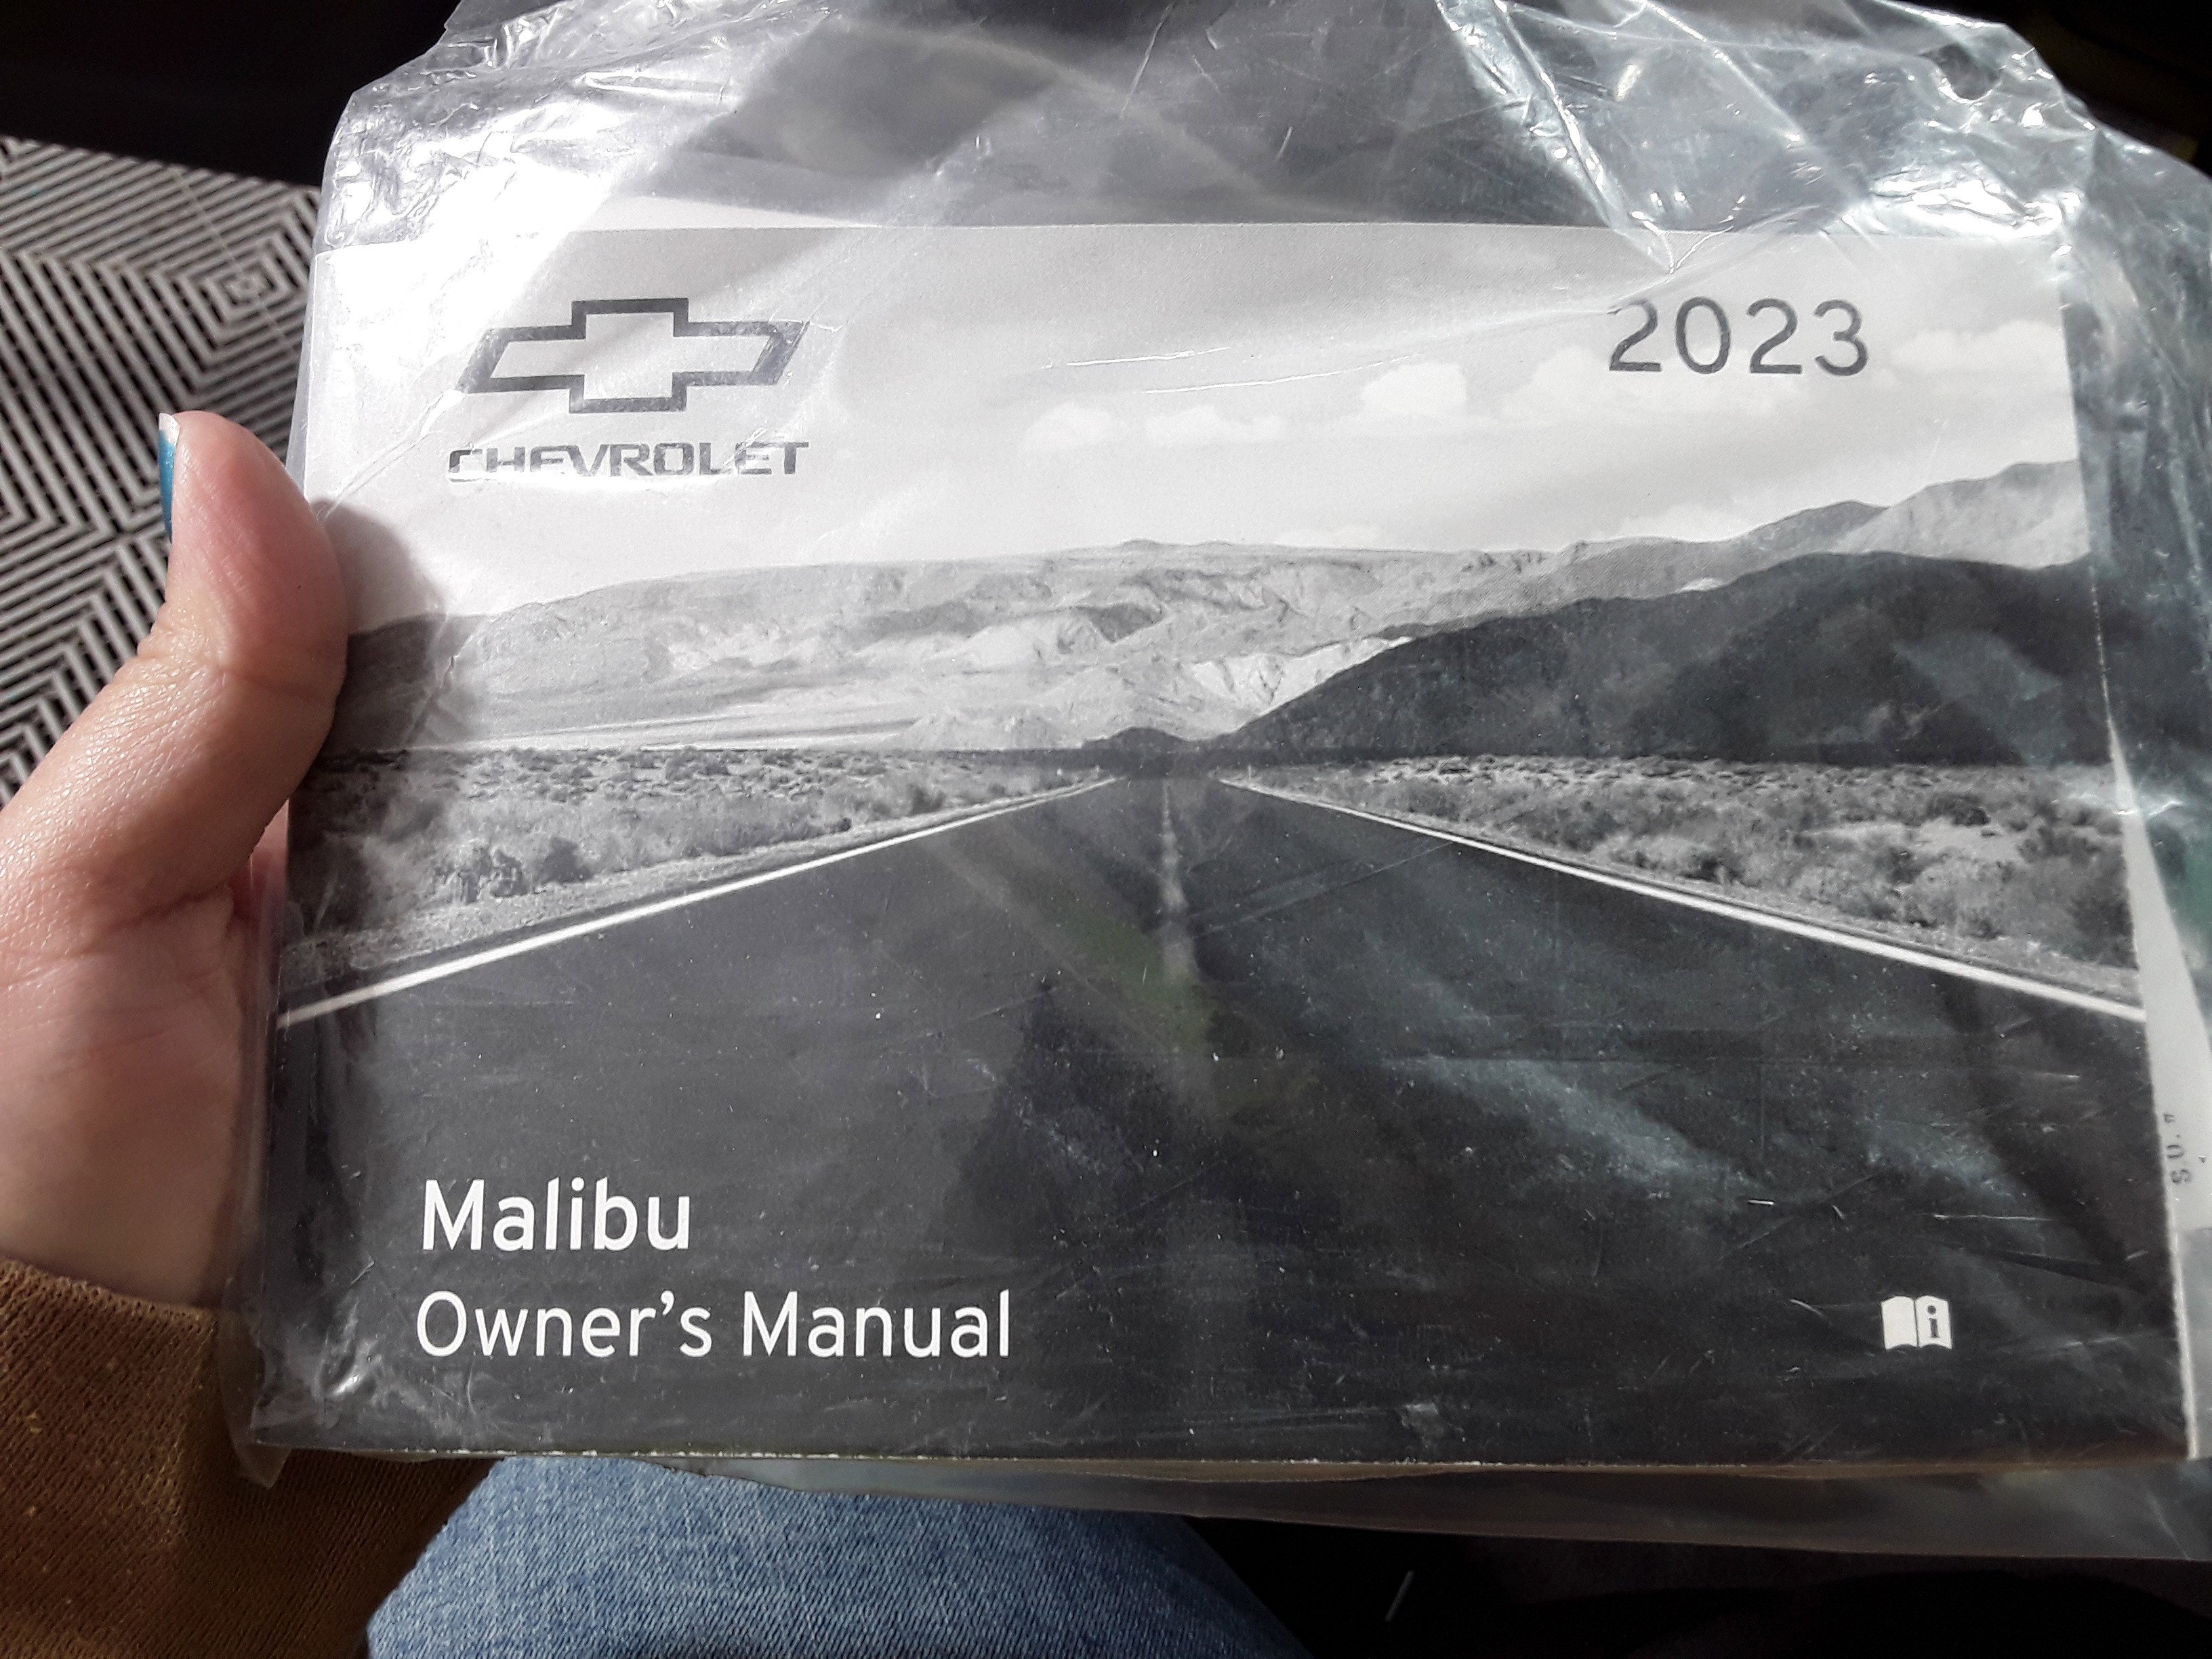 CHEVROLET
2023
Malibu
Owner's Manual
i